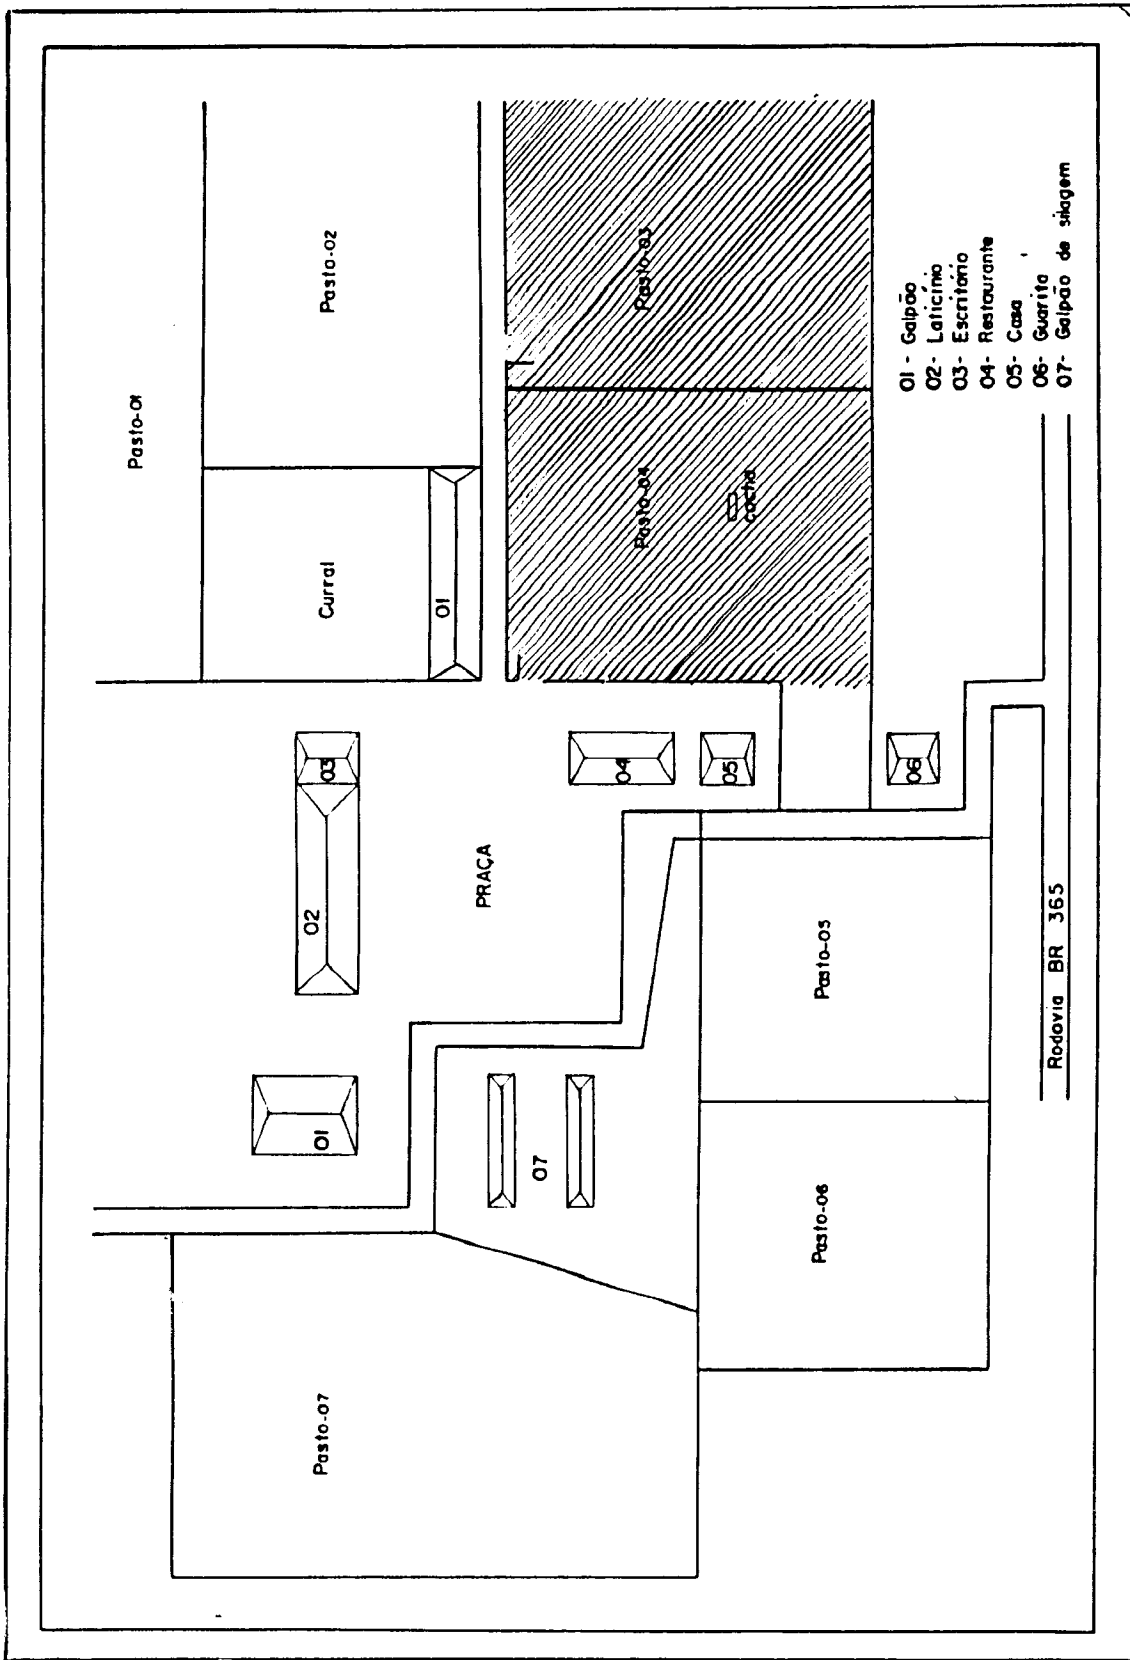 Pasto-01
Pasto-02
Curral
01
Pasto-03
Pasto-04
cocho
03
02
04
05
06
PRAÇA
01
07
Pasto-05
Pasto-06
Pasto-07
Rodovia BR 365
01 - Galpão
02- Laticínio
03- Escritório
04- Restaurante
05- Casa
06- Guarita
07- Galpão de silagem